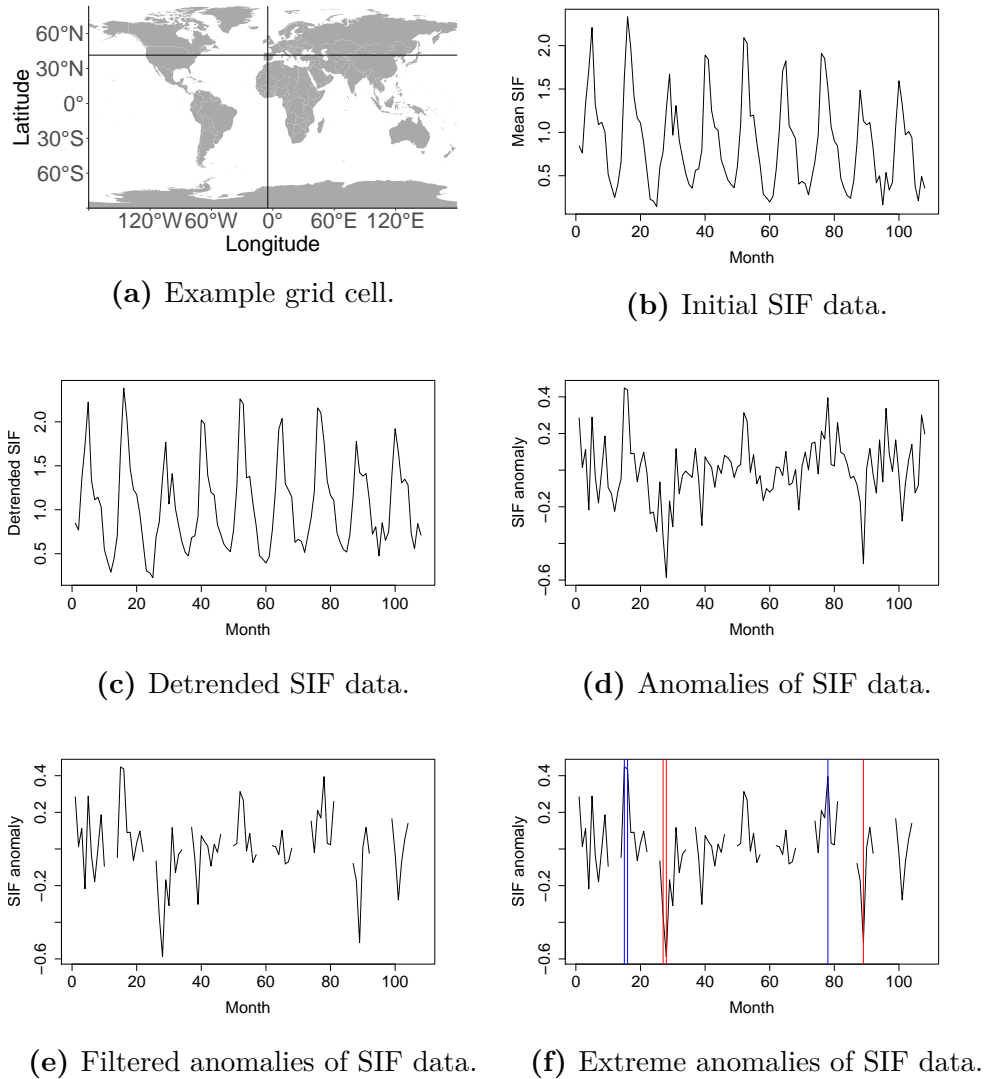 60°N
30°N
0°
30°S
60°S
Latitude
120°W 60°W 0° 60°E 120°E
Longitude
(a) Example grid cell.
Mean SIF
0.5 1.0 1.5 2.0
0 20 40 60 80 100
Month
(b) Initial SIF data.
Detrended SIF
0.5 1.0 1.5 2.0
0 20 40 60 80 100
Month
(c) Detrended SIF data.
SIF anomaly
−0.6 −0.2 0.2 0.4
0 20 40 60 80 100
Month
(d) Anomalies of SIF data.
SIF anomaly
−0.6 −0.2 0.2 0.4
0 20 40 60 80 100
Month
(e) Filtered anomalies of SIF data.
SIF anomaly
−0.6 −0.2 0.2 0.4
0 20 40 60 80 100
Month
(f) Extreme anomalies of SIF data.